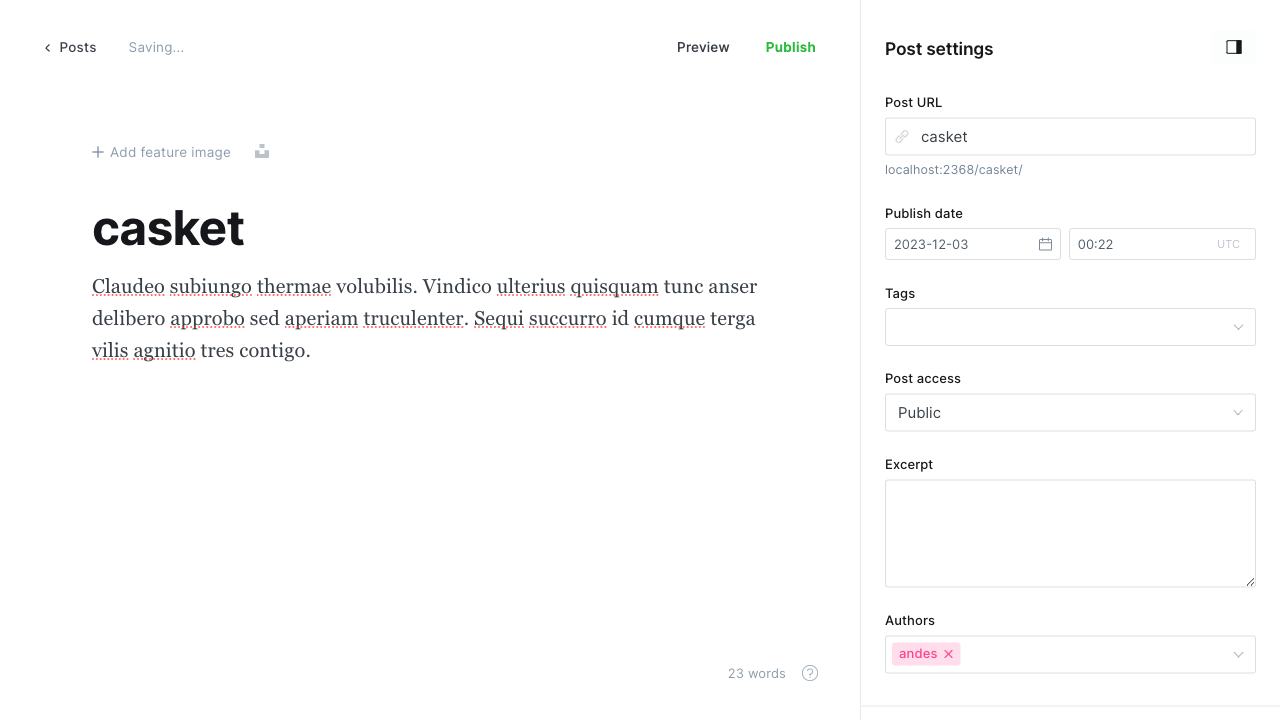 Posts
Saving...
Preview
Publish
Add feature image
casket
Claudeo subiungo thermae volubilis. Vindico ulterius quisquam tunc anser
delibero approbo sed aperiam truculenter. Sequi succurro id cumque terga
vilis agnitio tres contigo.
23 words
?
Post settings
Post URL
casket
localhost:2368/casket/
Publish date
2023-12-03
00:22
UTC
Tags
Post access
Public
Excerpt
Authors
andes